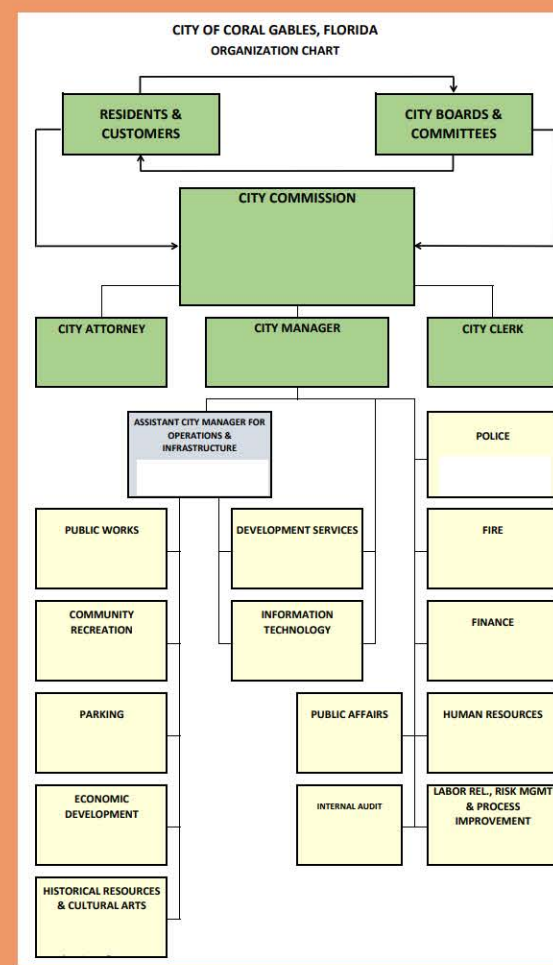 CITY OF CORAL GABLES, FLORIDA
ORGANIZATION CHART
RESIDENTS &
CUSTOMERS
CITY BOARDS &
COMMITTEES
CITY COMMISSION
CITY ATTORNEY
CITY MANAGER
CITY CLERK
ASSISTANT CITY MANAGER FOR
OPERATIONS &
INFRASTRUCTURE
POLICE
PUBLIC WORKS
DEVELOPMENT SERVICES
FIRE
COMMUNITY
RECREATION
INFORMATION
TECHNOLOGY
FINANCE
PARKING
PUBLIC AFFAIRS
HUMAN RESOURCES
ECONOMIC
DEVELOPMENT
INTERNAL AUDIT
LABOR REL., RISK MGMT
& PROCESS
IMPROVEMENT
HISTORICAL RESOURCES
& CULTURAL ARTS